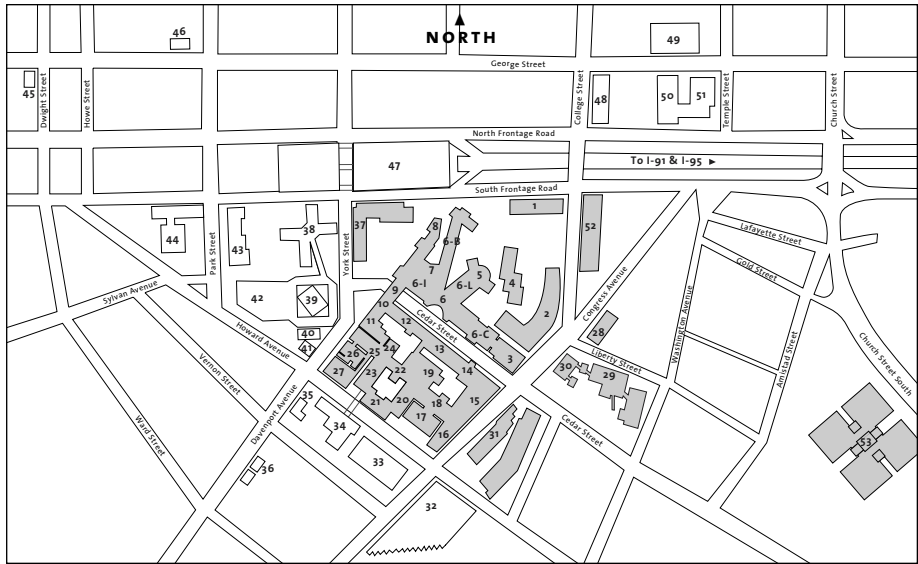 46
NORTH
49
George Street
45
Dwight Street
Howe Street
College Street
48
50
51
Temple Street
Church Street
North Frontage Road
47
To I-91 & I-95 ►
South Frontage Road
44
Park Street
43
38
York Street
37
8
6-B
1
52
Lafayette Street
7
5
6-I
6-L
4
Gold Street
Sylvan Avenue
42
39
9
10
6
2
Congress Avenue
Washington Avenue
Howard Avenue
40
41
11
12
Cedar Street
6-C
28
Amistad Street
Church Street South
26
25
24
13
3
Liberty Street
Vernon Street
27
23
22
19
14
30
29
Davenport Avenue
35
21
20
18
15
17
16
34
31
Cedar Street
53
Ward Street
36
33
32